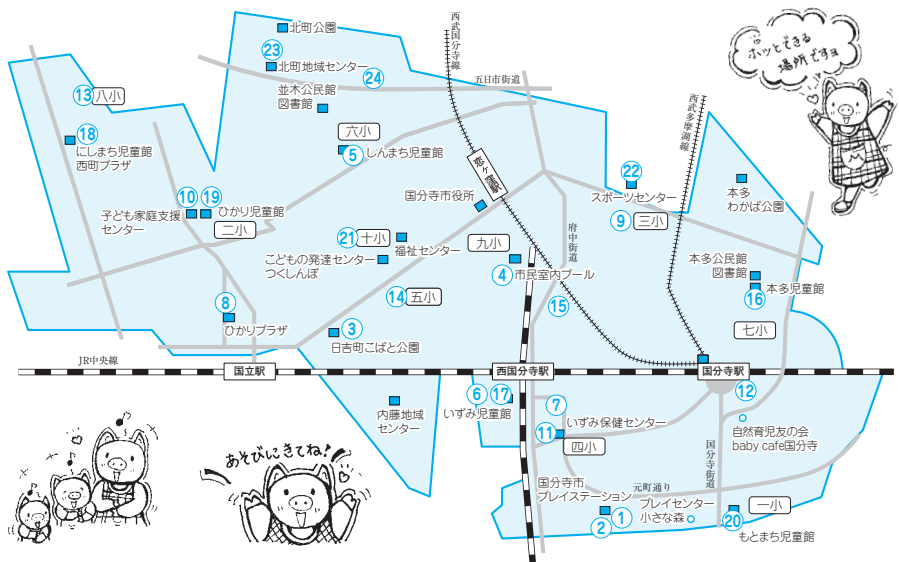 北町公園
西武国分寺線
ホッとできる
場所ですョ
23
北町地域センター
24
五日市街道
13
八小
並木公民館
図書館
西武多摩湖線
18
にしまち児童館
西町プラザ
六小
5
しんまち児童館
恋ヶ窪駅
22
スポーツセンター
本多
わかば公園
国分寺市役所
10
19
子ども家庭支援
センター
ひかり児童館
二小
9
三小
府中街道
21
十小
福祉センター
九小
こどもの発達センター
つくしんぼ
4
市民室内プール
本多公民館
図書館
16
本多児童館
14
五小
15
8
ひかりプラザ
3
日吉町こばと公園
七小
JR中央線
国立駅
西国分寺駅
国分寺駅
12
6
17
いずみ児童館
7
内藤地域
センター
11
いずみ保健センター
四小
自然育児友の会
baby cafe国分寺
国分寺街道
あそびにきてね!
国分寺市
プレイステーション
元町通り
プレイセンター
小さな森
1
2
20
一小
もとまち児童館